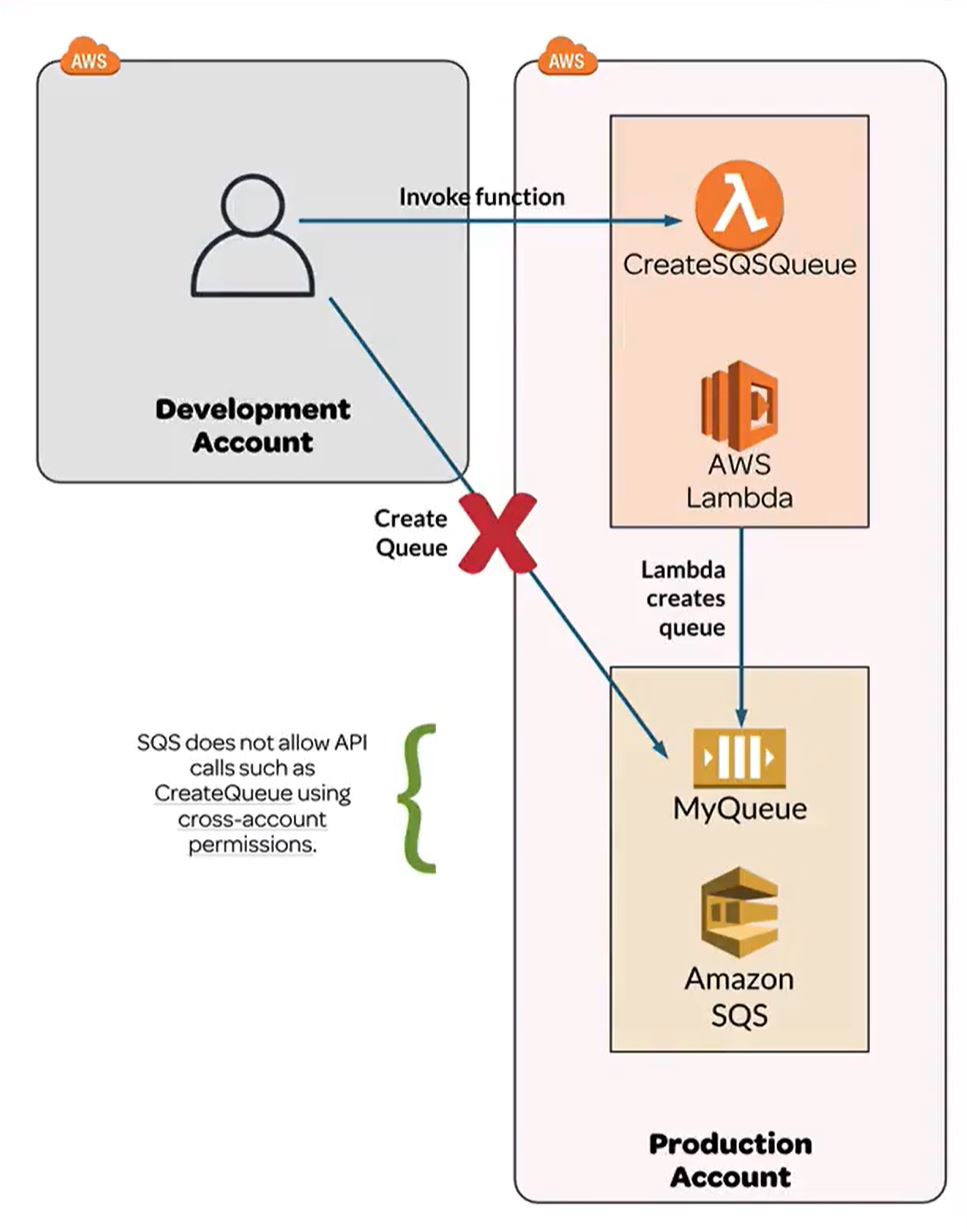 AWS
AWS
Invoke function
CreateSQSQueue
Development
Account
AWS
Lambda
Create
Queue
Lambda
creates
queue
SQS does not allow API
calls such as
CreateQueue using
cross-account
permissions.
MyQueue
Amazon
SQS
Production
Account